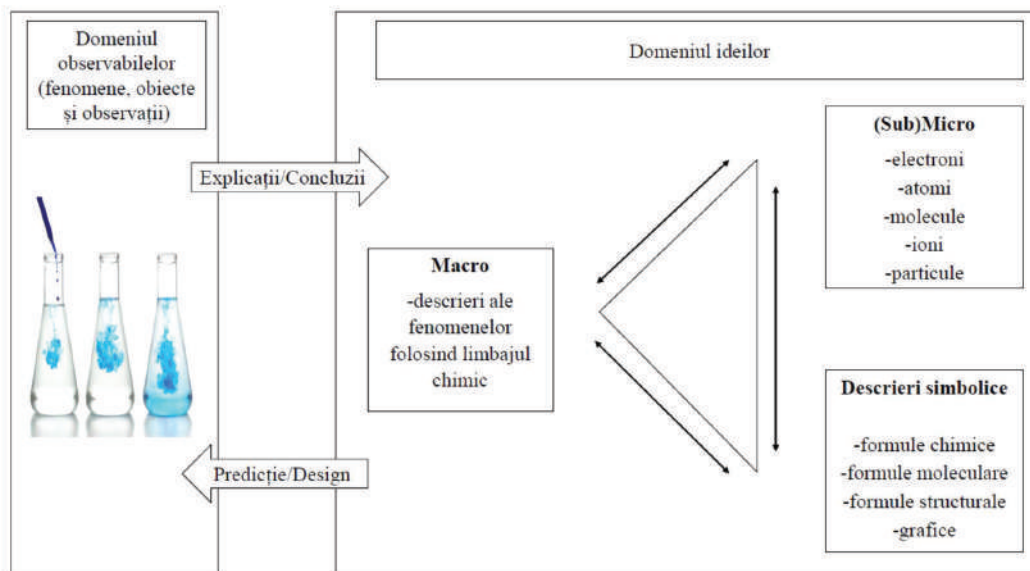 Domeniul
observabilelor
(fenomene, obiecte
și observații)
Domeniul ideilor
Explicații/Concluzii
(Sub)Micro
-electroni
-atomi
-molecule
-ioni
-particule
Macro
-descrieri ale
fenomenelor
folosind limbajul
chimic
Descrieri simbolice
-formule chimice
-formule moleculare
-formule structurale
-grafice
Predicție/Design